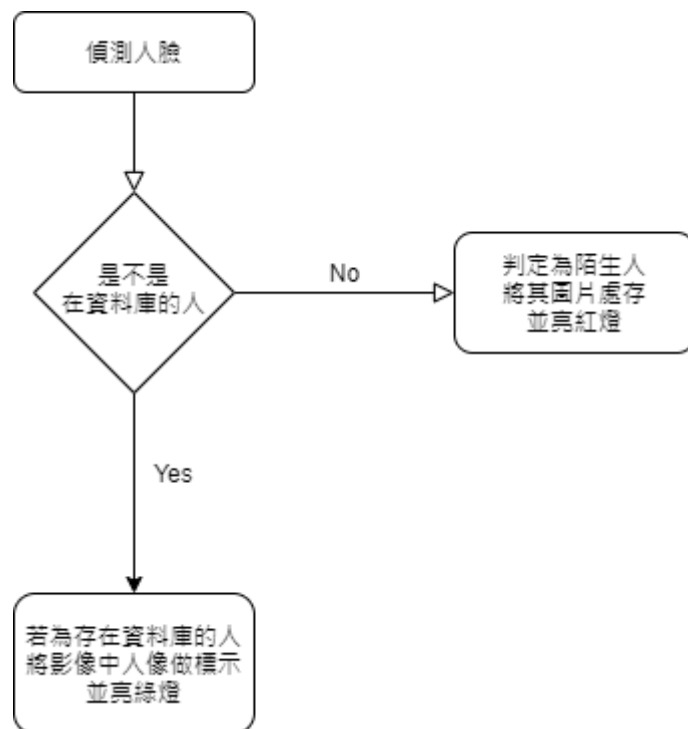 偵測人臉
是不是
在資料庫的人
No
判定為陌生人
將其圖片處存
並亮紅燈
Yes
若為存在資料庫的人
將影像中人像做標示
並亮綠燈